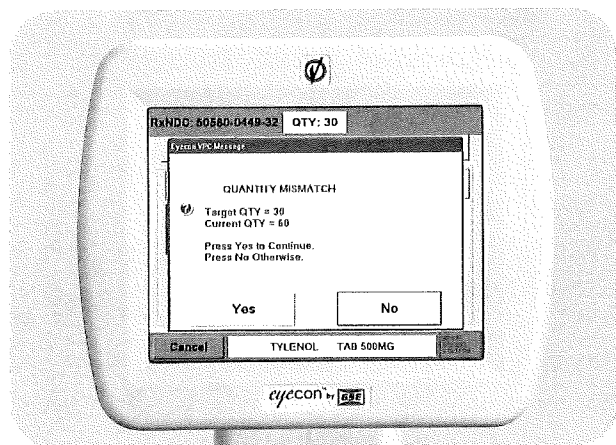 RxNDC: 50580-0449-32 QTY: 30
Eyecon VPC Message
QUANTITY MISMATCH
Target QTY = 30
Current QTY = 60
Press Yes to Continue.
Press No Otherwise.
Yes No
Cancel TYLENOL TAB 500MG
eyecon™ BY GSE